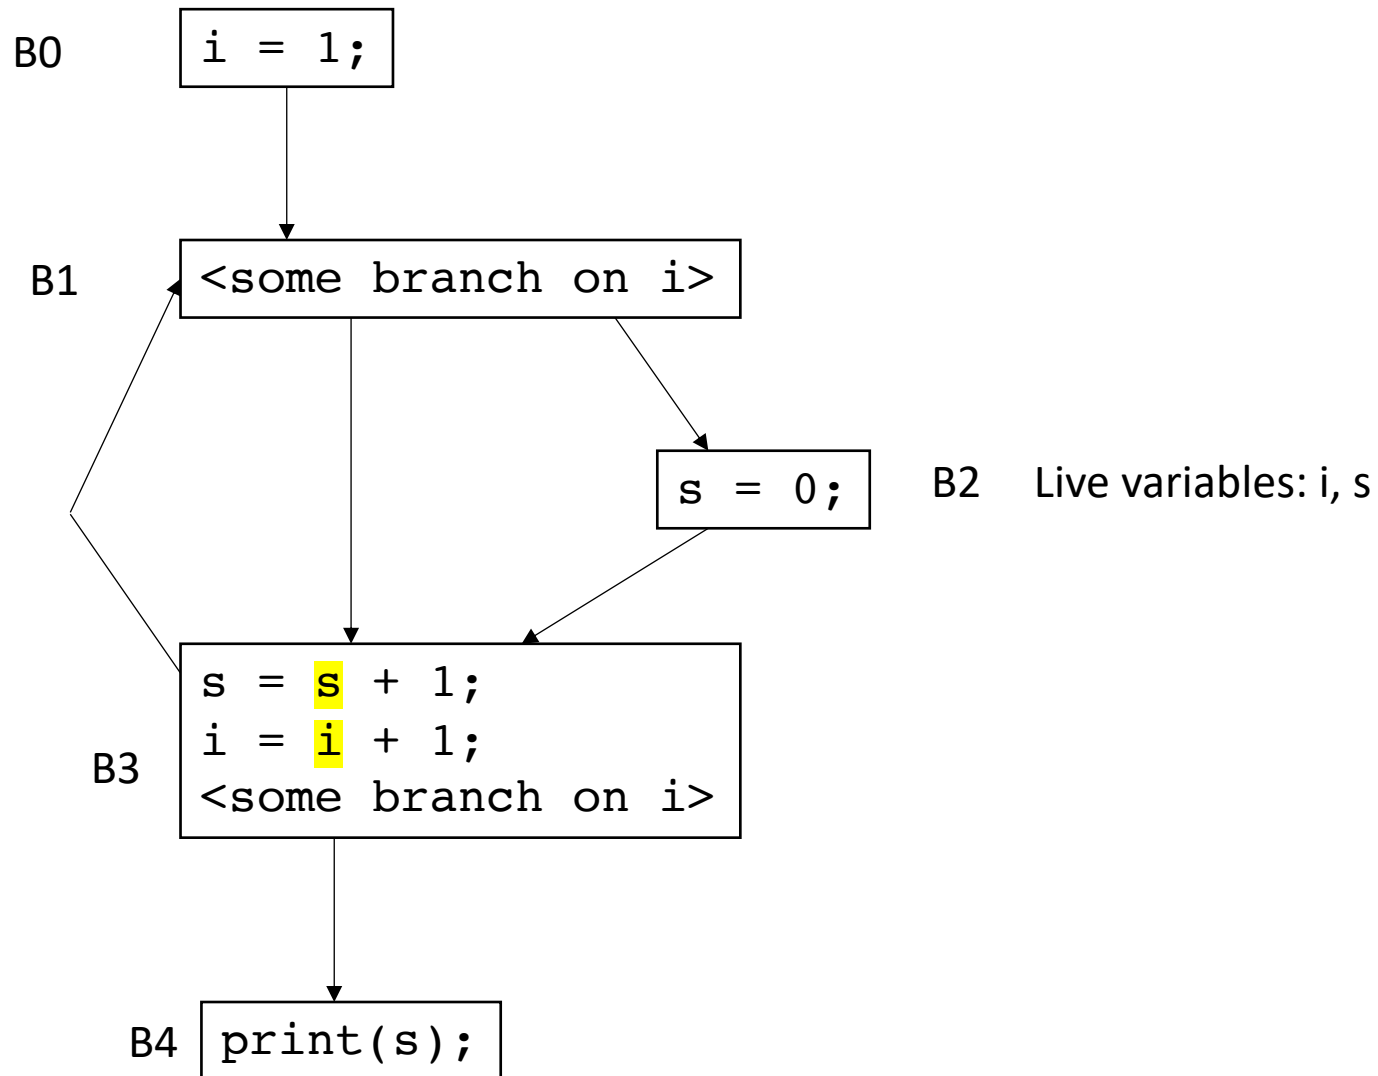 B0
i = 1;
B1
<some branch on i>
s = 0;
B2
Live variables: i, s
B3
s = s + 1;
i = i + 1;
<some branch on i>
B4
print(s);